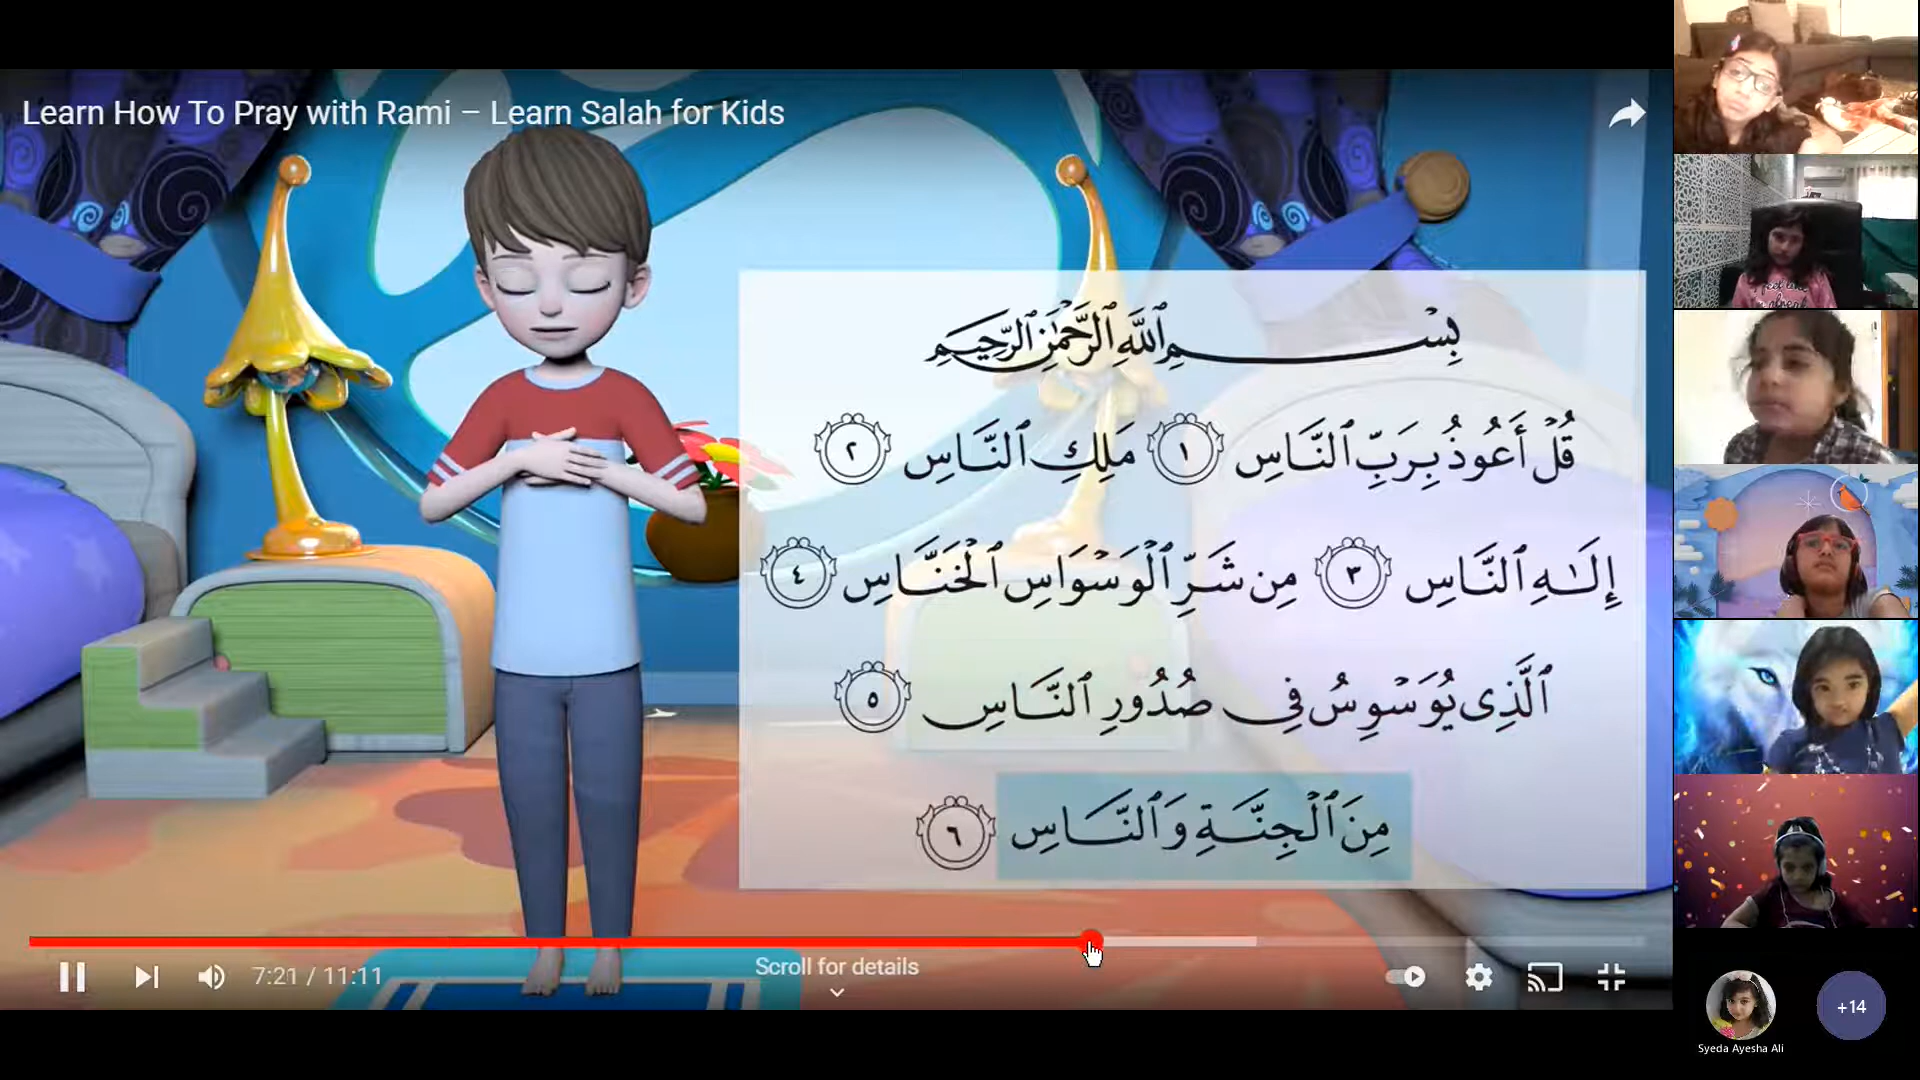 Learn How To Pray with Rami – Learn Salah for Kids
بِسْمِ ٱللَّهِ ٱلرَّحْمَٰنِ ٱلرَّحِيمِ
قُلْ أَعُوذُ بِرَبِّ ٱلنَّاسِ ١ مَلِكِ ٱلنَّاسِ ٢
إِلَٰهِ ٱلنَّاسِ ٣ مِن شَرِّ ٱلْوَسْوَاسِ ٱلْخَنَّاسِ ٤
ٱلَّذِى يُوَسْوِسُ فِى صُدُورِ ٱلنَّاسِ ٥
مِنَ ٱلْجِنَّةِ وَٱلنَّاسِ ٦
7:21 / 11:11
Scroll for details
+14
Syeda Ayesha Ali